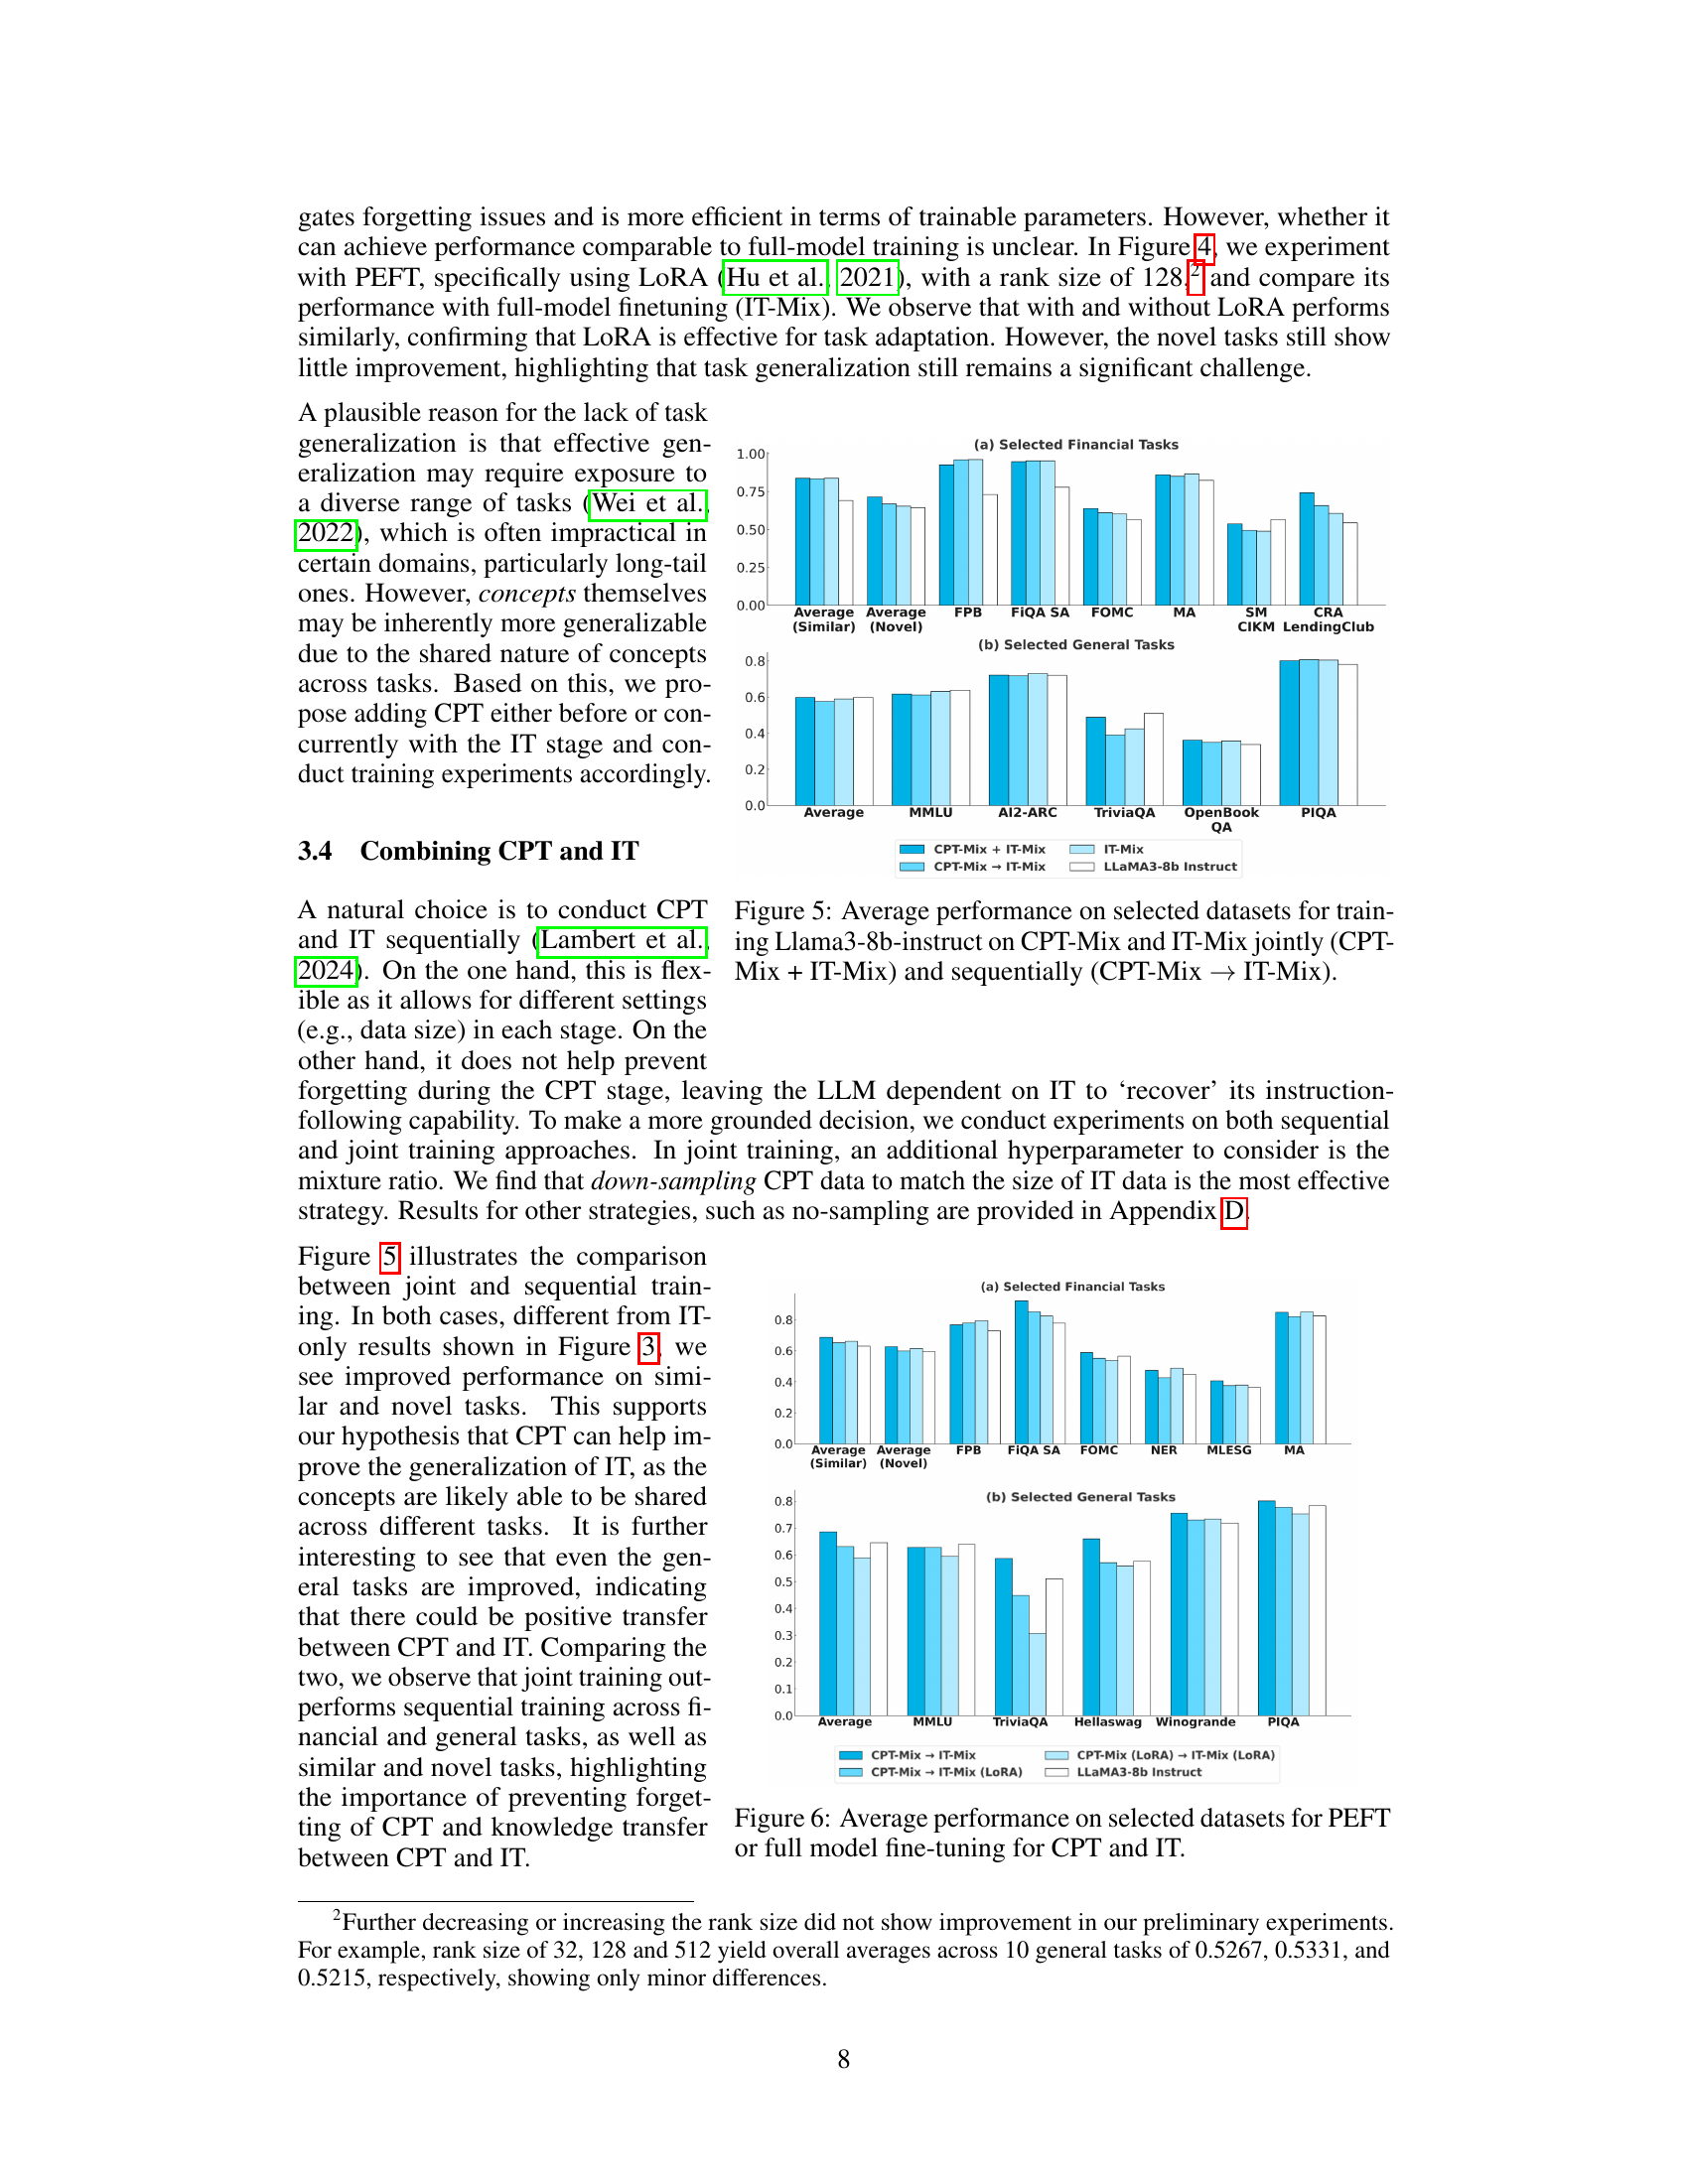 gates forgetting issues and is more efficient in terms of trainable parameters. However, whether it
can achieve performance comparable to full-model training is unclear. In Figure 4, we experiment
with PEFT, specifically using LoRA (Hu et al., 2021), with a rank size of 128,2 and compare its
performance with full-model finetuning (IT-Mix). We observe that with and without LoRA performs
similarly, confirming that LoRA is effective for task adaptation. However, the novel tasks still show
little improvement, highlighting that task generalization still remains a significant challenge.
A plausible reason for the lack of task
generalization is that effective gen-
eralization may require exposure to
a diverse range of tasks (Wei et al.,
2022), which is often impractical in
certain domains, particularly long-tail
ones. However, concepts themselves
may be inherently more generalizable
due to the shared nature of concepts
across tasks. Based on this, we pro-
pose adding CPT either before or con-
currently with the IT stage and con-
duct training experiments accordingly.
(a) Selected Financial Tasks
1.00
0.75
0.50
0.25
0.00
Average Average FPB FiQA SA FOMC MA SM CRA
(Similar) (Novel) CIKM LendingClub
(b) Selected General Tasks
0.8
0.6
0.4
0.2
0.0
Average MMLU AI2-ARC TriviaQA OpenBook PIQA
QA
CPT-Mix + IT-Mix IT-Mix
CPT-Mix → IT-Mix LLaMA3-8b Instruct
Figure 5: Average performance on selected datasets for train-
ing Llama3-8b-instruct on CPT-Mix and IT-Mix jointly (CPT-
Mix + IT-Mix) and sequentially (CPT-Mix → IT-Mix).
3.4 Combining CPT and IT
A natural choice is to conduct CPT
and IT sequentially (Lambert et al.,
2024). On the one hand, this is flex-
ible as it allows for different settings
(e.g., data size) in each stage. On the
other hand, it does not help prevent
forgetting during the CPT stage, leaving the LLM dependent on IT to ‘recover’ its instruction-
following capability. To make a more grounded decision, we conduct experiments on both sequential
and joint training approaches. In joint training, an additional hyperparameter to consider is the
mixture ratio. We find that down-sampling CPT data to match the size of IT data is the most effective
strategy. Results for other strategies, such as no-sampling are provided in Appendix D.
Figure 5 illustrates the comparison
between joint and sequential train-
ing. In both cases, different from IT-
only results shown in Figure 3, we
see improved performance on simi-
lar and novel tasks. This supports
our hypothesis that CPT can help im-
prove the generalization of IT, as the
concepts are likely able to be shared
across different tasks. It is further
interesting to see that even the gen-
eral tasks are improved, indicating
that there could be positive transfer
between CPT and IT. Comparing the
two, we observe that joint training out-
performs sequential training across fi-
nancial and general tasks, as well as
similar and novel tasks, highlighting
the importance of preventing forget-
ting of CPT and knowledge transfer
between CPT and IT.
(a) Selected Financial Tasks
0.8
0.6
0.4
0.2
0.0
Average Average FPB FiQA SA FOMC NER MLESG MA
(Similar) (Novel)
(b) Selected General Tasks
0.8
0.7
0.6
0.5
0.4
0.3
0.2
0.1
0.0
Average MMLU TriviaQA Hellaswag Winogrande PIQA
CPT-Mix → IT-Mix CPT-Mix (LoRA) → IT-Mix (LoRA)
CPT-Mix → IT-Mix (LoRA) LLaMA3-8b Instruct
Figure 6: Average performance on selected datasets for PEFT
or full model fine-tuning for CPT and IT.
2Further decreasing or increasing the rank size did not show improvement in our preliminary experiments.
For example, rank size of 32, 128 and 512 yield overall averages across 10 general tasks of 0.5267, 0.5331, and
0.5215, respectively, showing only minor differences.
8